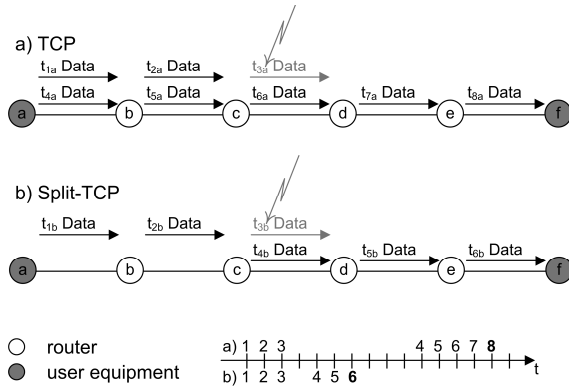 a) TCP
t1a Data t2a Data t3a Data
t4a Data t5a Data t6a Data t7a Data t8a Data
a b c d e f
b) Split-TCP
t1b Data t2b Data t3b Data
t4b Data t5b Data t6b Data
a b c d e f
router
user equipment
a) 1 2 3 4 5 6 7 8
t
b) 1 2 3 4 5 6